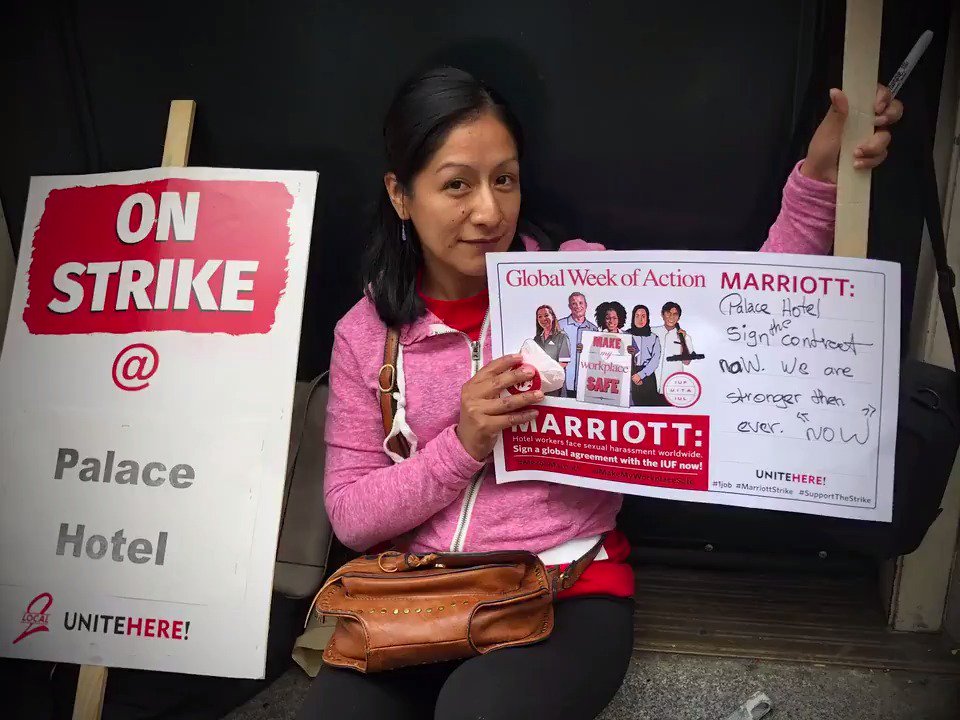 ON
STRIKE
@
Palace
Hotel
LOCAL
2
UNITEHERE!
Global Week of Action
MAKE
my
workplace
SAFE
IUF
UITA
IUL
MARRIOTT:
Hotel workers face sexual harassment worldwide.
Sign a global agreement with the IUF now!
MARRIOTT:
Palace Hotel
Sign the contract
now. We are
stronger then
ever. "NOW"
UNITEHERE!
#1job #MarriottStrike #SupportTheStrike